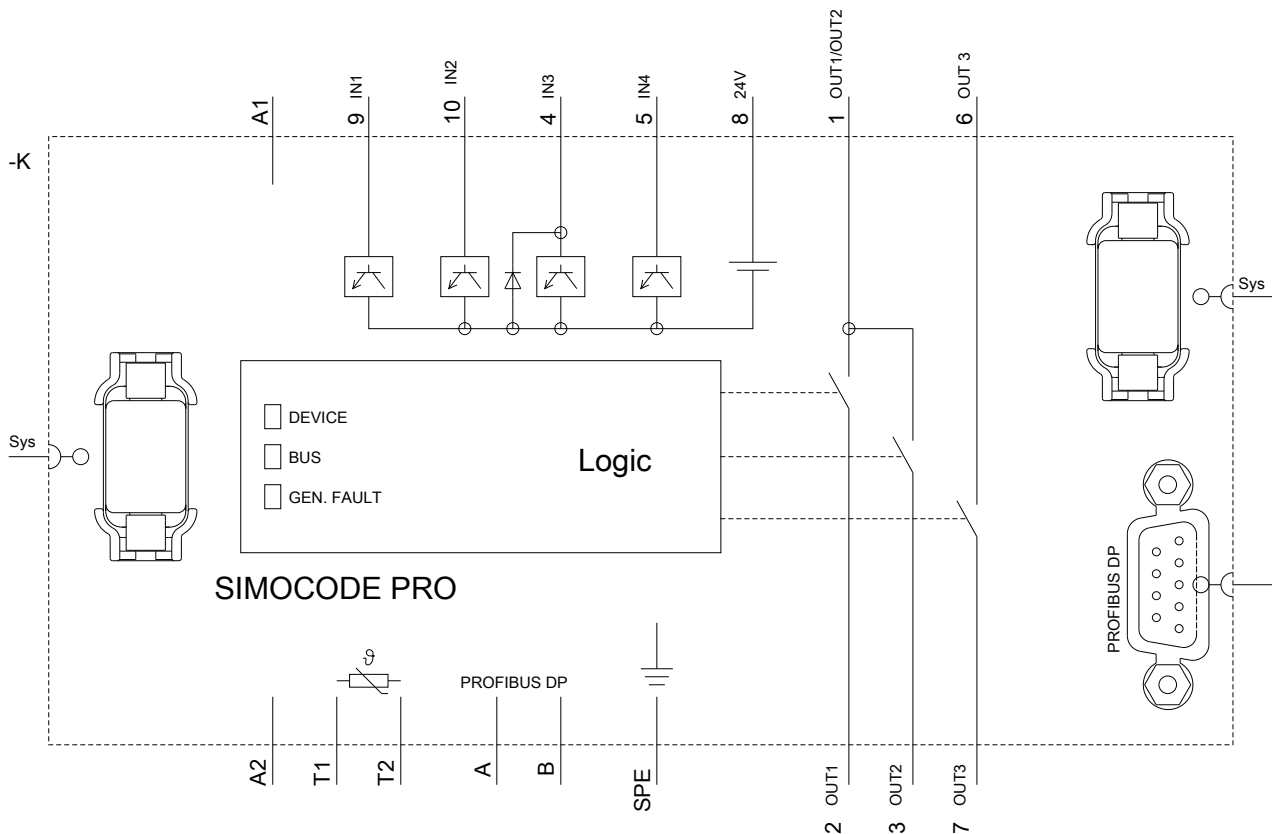 A1
9 IN1
10 IN2
4 IN3
5 IN4
8 24V
1 OUT1/OUT2
6 OUT 3
-K
Sys
Sys
DEVICE
BUS
GEN. FAULT
Logic
SIMOCODE PRO
PROFIBUS DP
ϑ
PROFIBUS DP
A2
T1
T2
A
B
SPE
2 OUT1
3 OUT2
7 OUT3